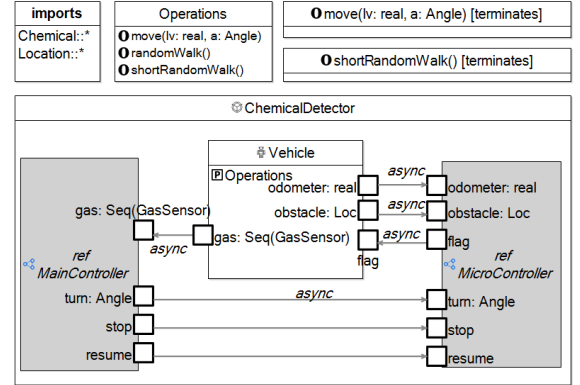 imports
Chemical::*
Location::*
Operations
O move(lv: real, a: Angle)
O randomWalk()
O shortRandomWalk()
O move(lv: real, a: Angle) [terminates]
O shortRandomWalk() [terminates]
ChemicalDetector
Vehicle
P Operations
odometer: real
async
odometer: real
obstacle: Loc
async
obstacle: Loc
gas: Seq(GasSensor)
async
gas: Seq(GasSensor)
flag
async
flag
ref
MainController
ref
MicroController
turn: Angle
async
turn: Angle
stop
stop
resume
resume